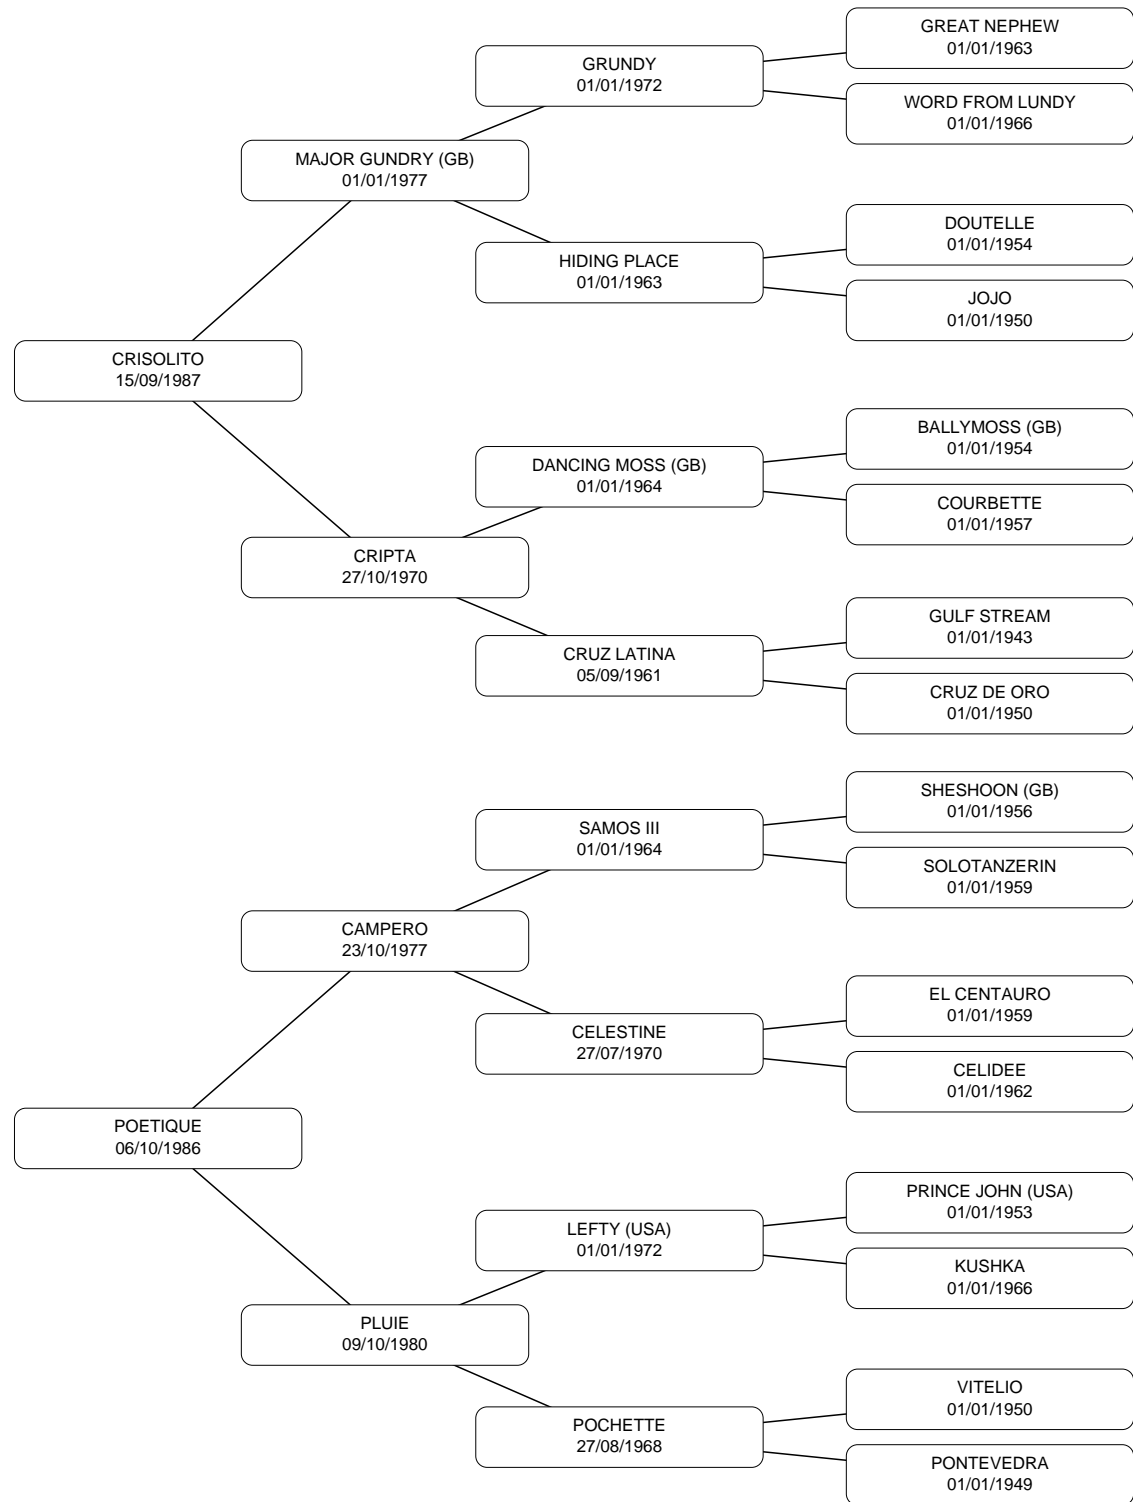 GREAT NEPHEW
01/01/1963
GRUNDY
01/01/1972
WORD FROM LUNDY
01/01/1966
MAJOR GUNDRY (GB)
01/01/1977
DOUTELLE
01/01/1954
HIDING PLACE
01/01/1963
JOJO
01/01/1950
CRISOLITO
15/09/1987
BALLYMOSS (GB)
01/01/1954
DANCING MOSS (GB)
01/01/1964
COURBETTE
01/01/1957
CRIPTA
27/10/1970
GULF STREAM
01/01/1943
CRUZ LATINA
05/09/1961
CRUZ DE ORO
01/01/1950
SHESHOON (GB)
01/01/1956
SAMOS III
01/01/1964
SOLOTANZERIN
01/01/1959
CAMPERO
23/10/1977
EL CENTAURO
01/01/1959
CELESTINE
27/07/1970
CELIDEE
01/01/1962
POETIQUE
06/10/1986
PRINCE JOHN (USA)
01/01/1953
LEFTY (USA)
01/01/1972
KUSHKA
01/01/1966
PLUIE
09/10/1980
VITELIO
01/01/1950
POCHETTE
27/08/1968
PONTEVEDRA
01/01/1949